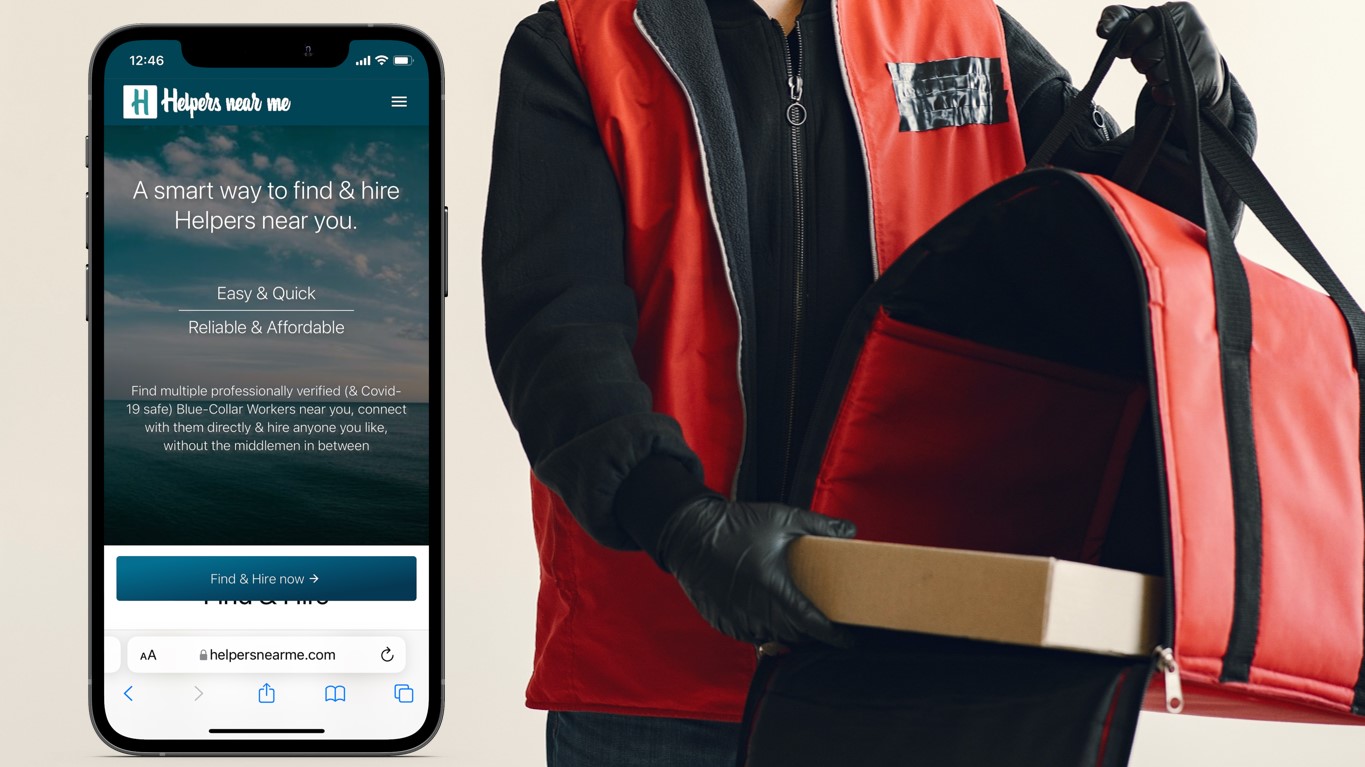 12:46
H Helpers near me
A smart way to find & hire
Helpers near you.
Easy & Quick
Reliable & Affordable
Find multiple professionally verified (& Covid-
19 safe) Blue-Collar Workers near you, connect
with them directly & hire anyone you like,
without the middlemen in between
Find & Hire now →
Find & Hire
AA helpersnearme.com